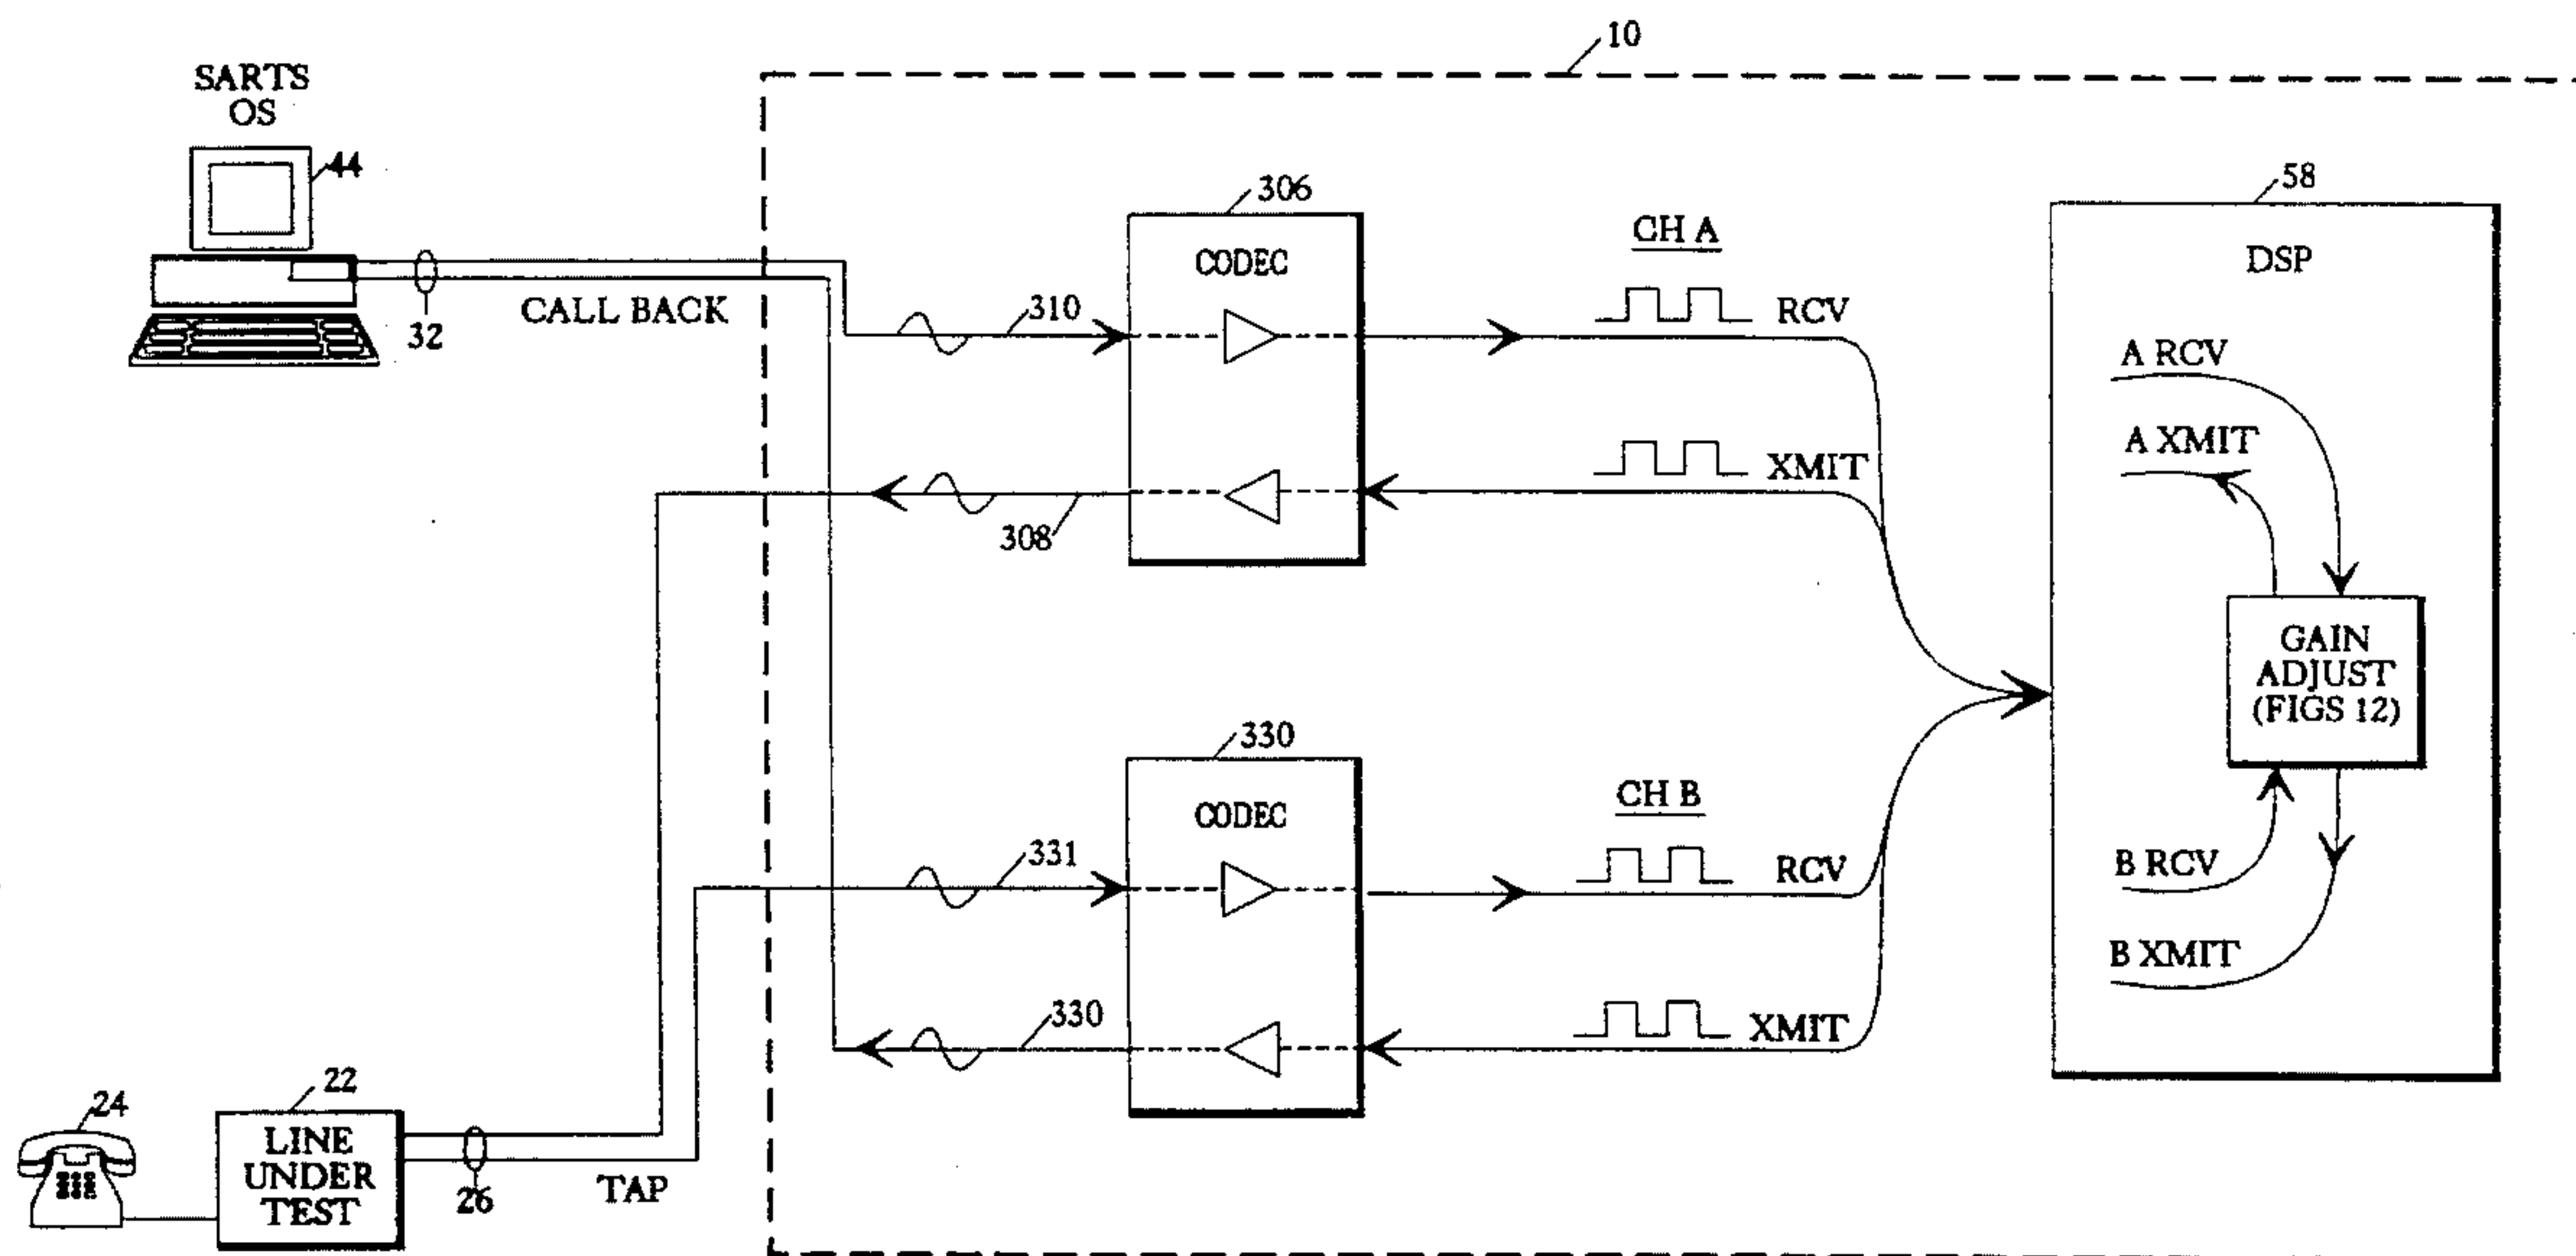 10
SARTS
OS
44
32
CALL BACK
306
CODEC
310
308
CH A
RCV
XMIT
58
DSP
A RCV
A XMIT
GAIN
ADJUST
(FIGS 12)
B RCV
B XMIT
330
CODEC
331
330
CH B
RCV
XMIT
24
22
LINE
UNDER
TEST
26
TAP